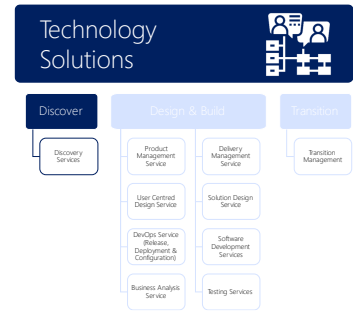 Technology
Solutions
Discover
Design & Build
Transition
Discovery
Services
Product
Management
Service
Delivery
Management
Service
Transition
Management
User Centred
Design Service
Solution Design
Service
DevOps Service
(Release,
Deployment &
Configuration)
Software
Development
Services
Business Analysis
Service
Testing Services